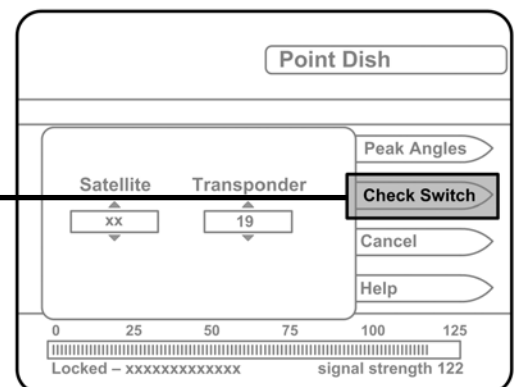 Point Dish
Peak Angles
Satellite Transponder
Check Switch
xx 19
Cancel
Help
0 25 50 75 100 125
Locked – xxxxxxxxxxxxx signal strength 122